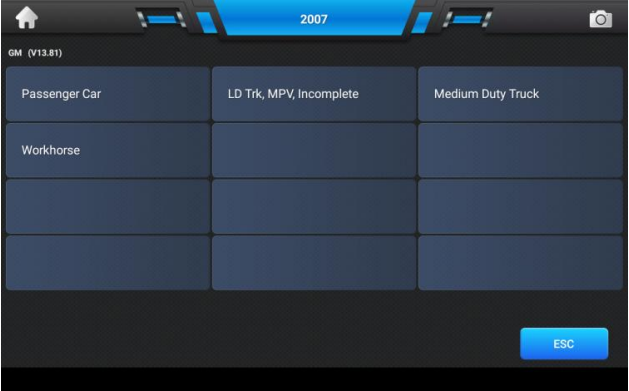 2007
GM (V13.81)
Passenger Car
LD Trk, MPV, Incomplete
Medium Duty Truck
Workhorse
ESC